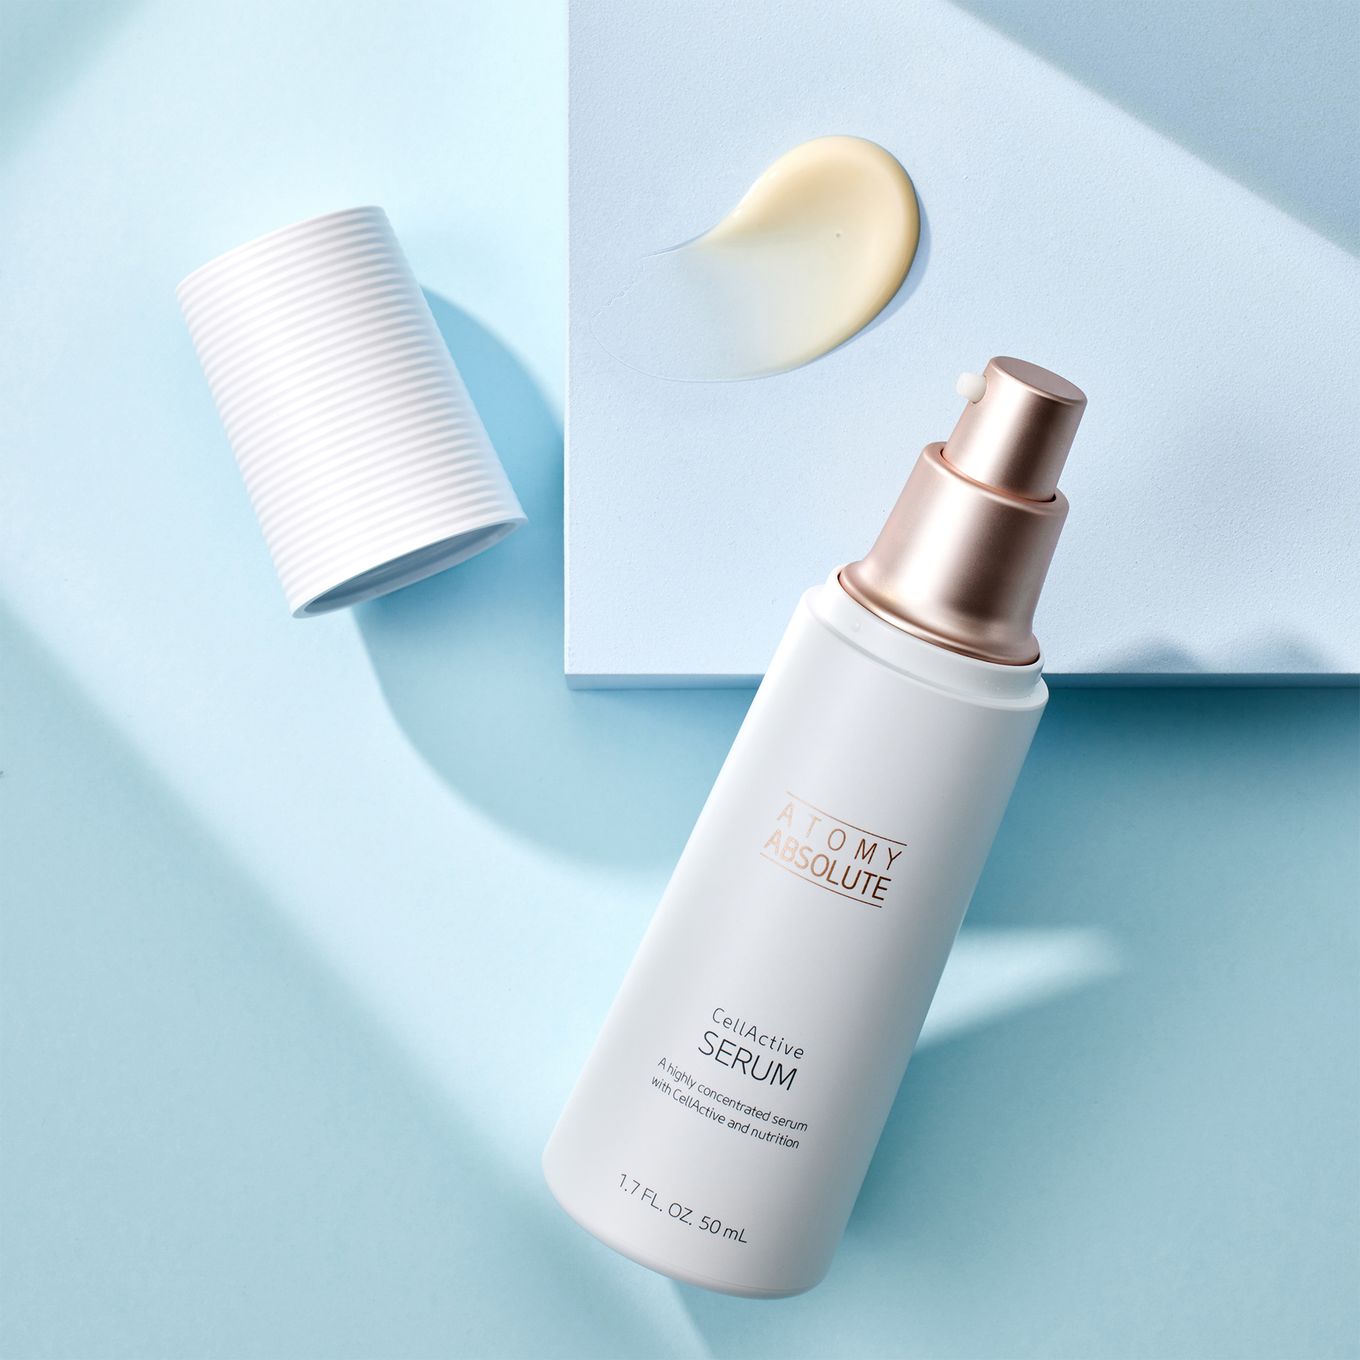 ATOMY
ABSOLUTE
CellActive
SERUM
A highly concentrated serum
with CellActive and nutrition
1.7 FL. OZ. 50 mL